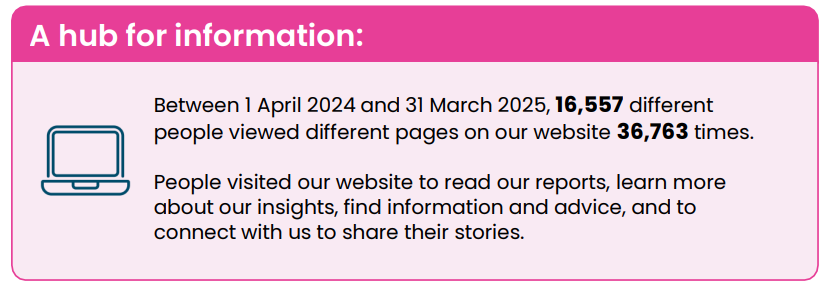 A hub for information:
Between 1 April 2024 and 31 March 2025, 16,557 different
people viewed different pages on our website 36,763 times.
People visited our website to read our reports, learn more
about our insights, find information and advice, and to
connect with us to share their stories.